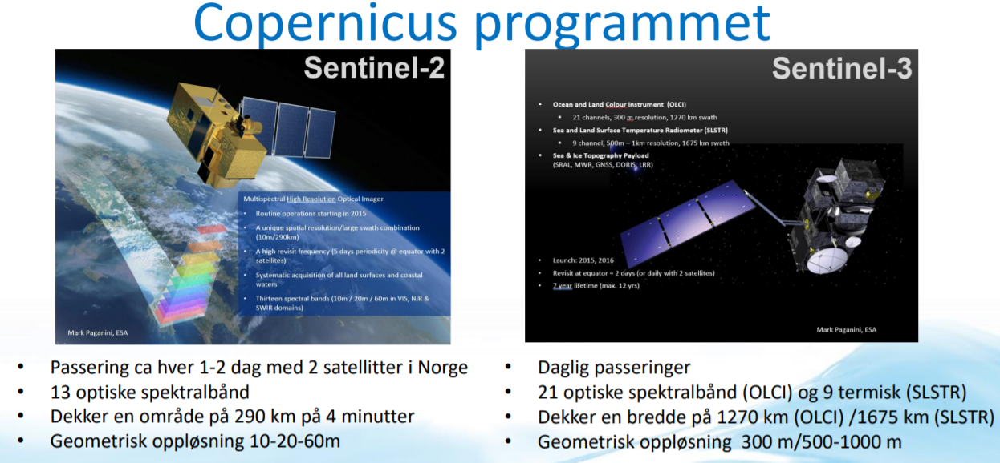 Copernicus programmet
Sentinel-2
Multispectral High Resolution Optical Imager
• Routine operations starting in 2015
• A unique spatial resolution/large swath combination
(10m/290km)
• A high revisit frequency (5 days periodicity @ equator with 2
satellites)
• Systematic acquisition of all land surfaces and coastal
waters
• Thirteen spectral bands (10m / 20m / 60m in VIS, NIR &
SWIR domains)
Mark Paganini, ESA
• Passering ca hver 1-2 dag med 2 satellitter i Norge
• 13 optiske spektralbånd
• Dekker en område på 290 km på 4 minutter
• Geometrisk oppløsning 10-20-60m
Sentinel-3
▪ Ocean and Land Colour Instrument (OLCI)
▪ 21 channels, 300 m resolution, 1270 km swath
▪ Sea and Land Surface Temperature Radiometer (SLSTR)
▪ 9 channel, 500m – 1km resolution, 1675 km swath
▪ Sea & Ice Topography Payload
(SRAL, MWR, GNSS, DORIS, LRR)
• Launch: 2015, 2016
• Revisit at equator ~ 2 days (or daily with 2 satellites)
• 7 year lifetime (max. 12 yrs)
Mark Paganini, ESA
• Daglig passeringer
• 21 optiske spektralbånd (OLCI) og 9 termisk (SLSTR)
• Dekker en bredde på 1270 km (OLCI) /1675 km (SLSTR)
• Geometrisk oppløsning 300 m/500-1000 m